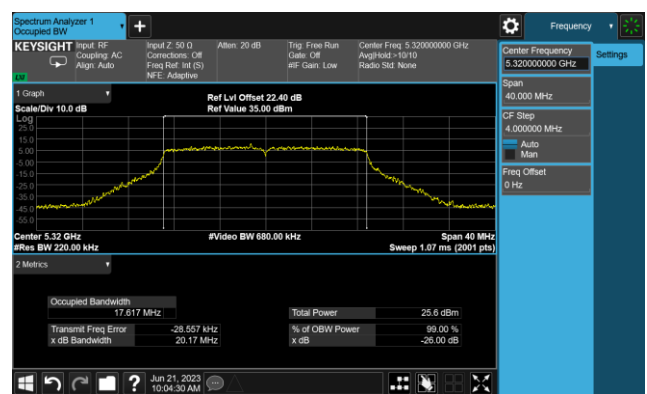 Spectrum Analyzer 1
Occupied BW
Frequency
KEYSIGHT
Input: RF
Coupling: AC
Align: Auto
Input Z: 50 Ω
Corrections: Off
Freq Ref: Int (S)
NFE: Adaptive
Atten: 20 dB
Trig: Free Run
Gate: Off
#IF Gain: Low
Center Freq: 5.320000000 GHz
Avg|Hold:>10/10
Radio Std: None
Center Frequency
5.320000000 GHz
Settings
Span
40.000 MHz
CF Step
4.000000 MHz
Auto
Man
Freq Offset
0 Hz
1 Graph
Scale/Div 10.0 dB
Ref Lvl Offset 22.40 dB
Ref Value 35.00 dBm
Log
25.0
15.0
5.00
-5.00
-15.0
-25.0
-35.0
-45.0
-55.0
Center 5.32 GHz
#Res BW 220.00 kHz
#Video BW 680.00 kHz
Span 40 MHz
Sweep 1.07 ms (2001 pts)
2 Metrics
Occupied Bandwidth
17.617 MHz
Transmit Freq Error -28.557 kHz
x dB Bandwidth 20.17 MHz
Total Power 25.6 dBm
% of OBW Power 99.00 %
x dB -26.00 dB
Jun 21, 2023
10:04:30 AM